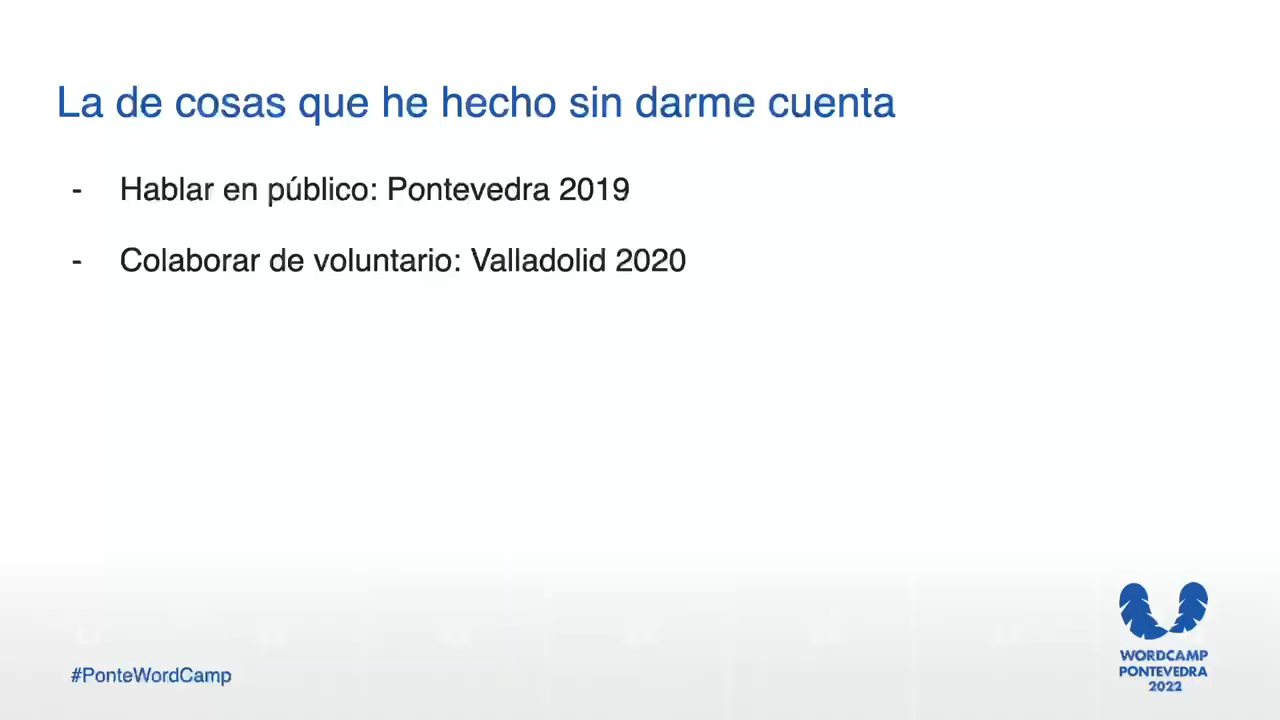 La de cosas que he hecho sin darme cuenta
- Hablar en público: Pontevedra 2019
- Colaborar de voluntario: Valladolid 2020
#PonteWordCamp
WORDCAMP
PONTEVEDRA
2022